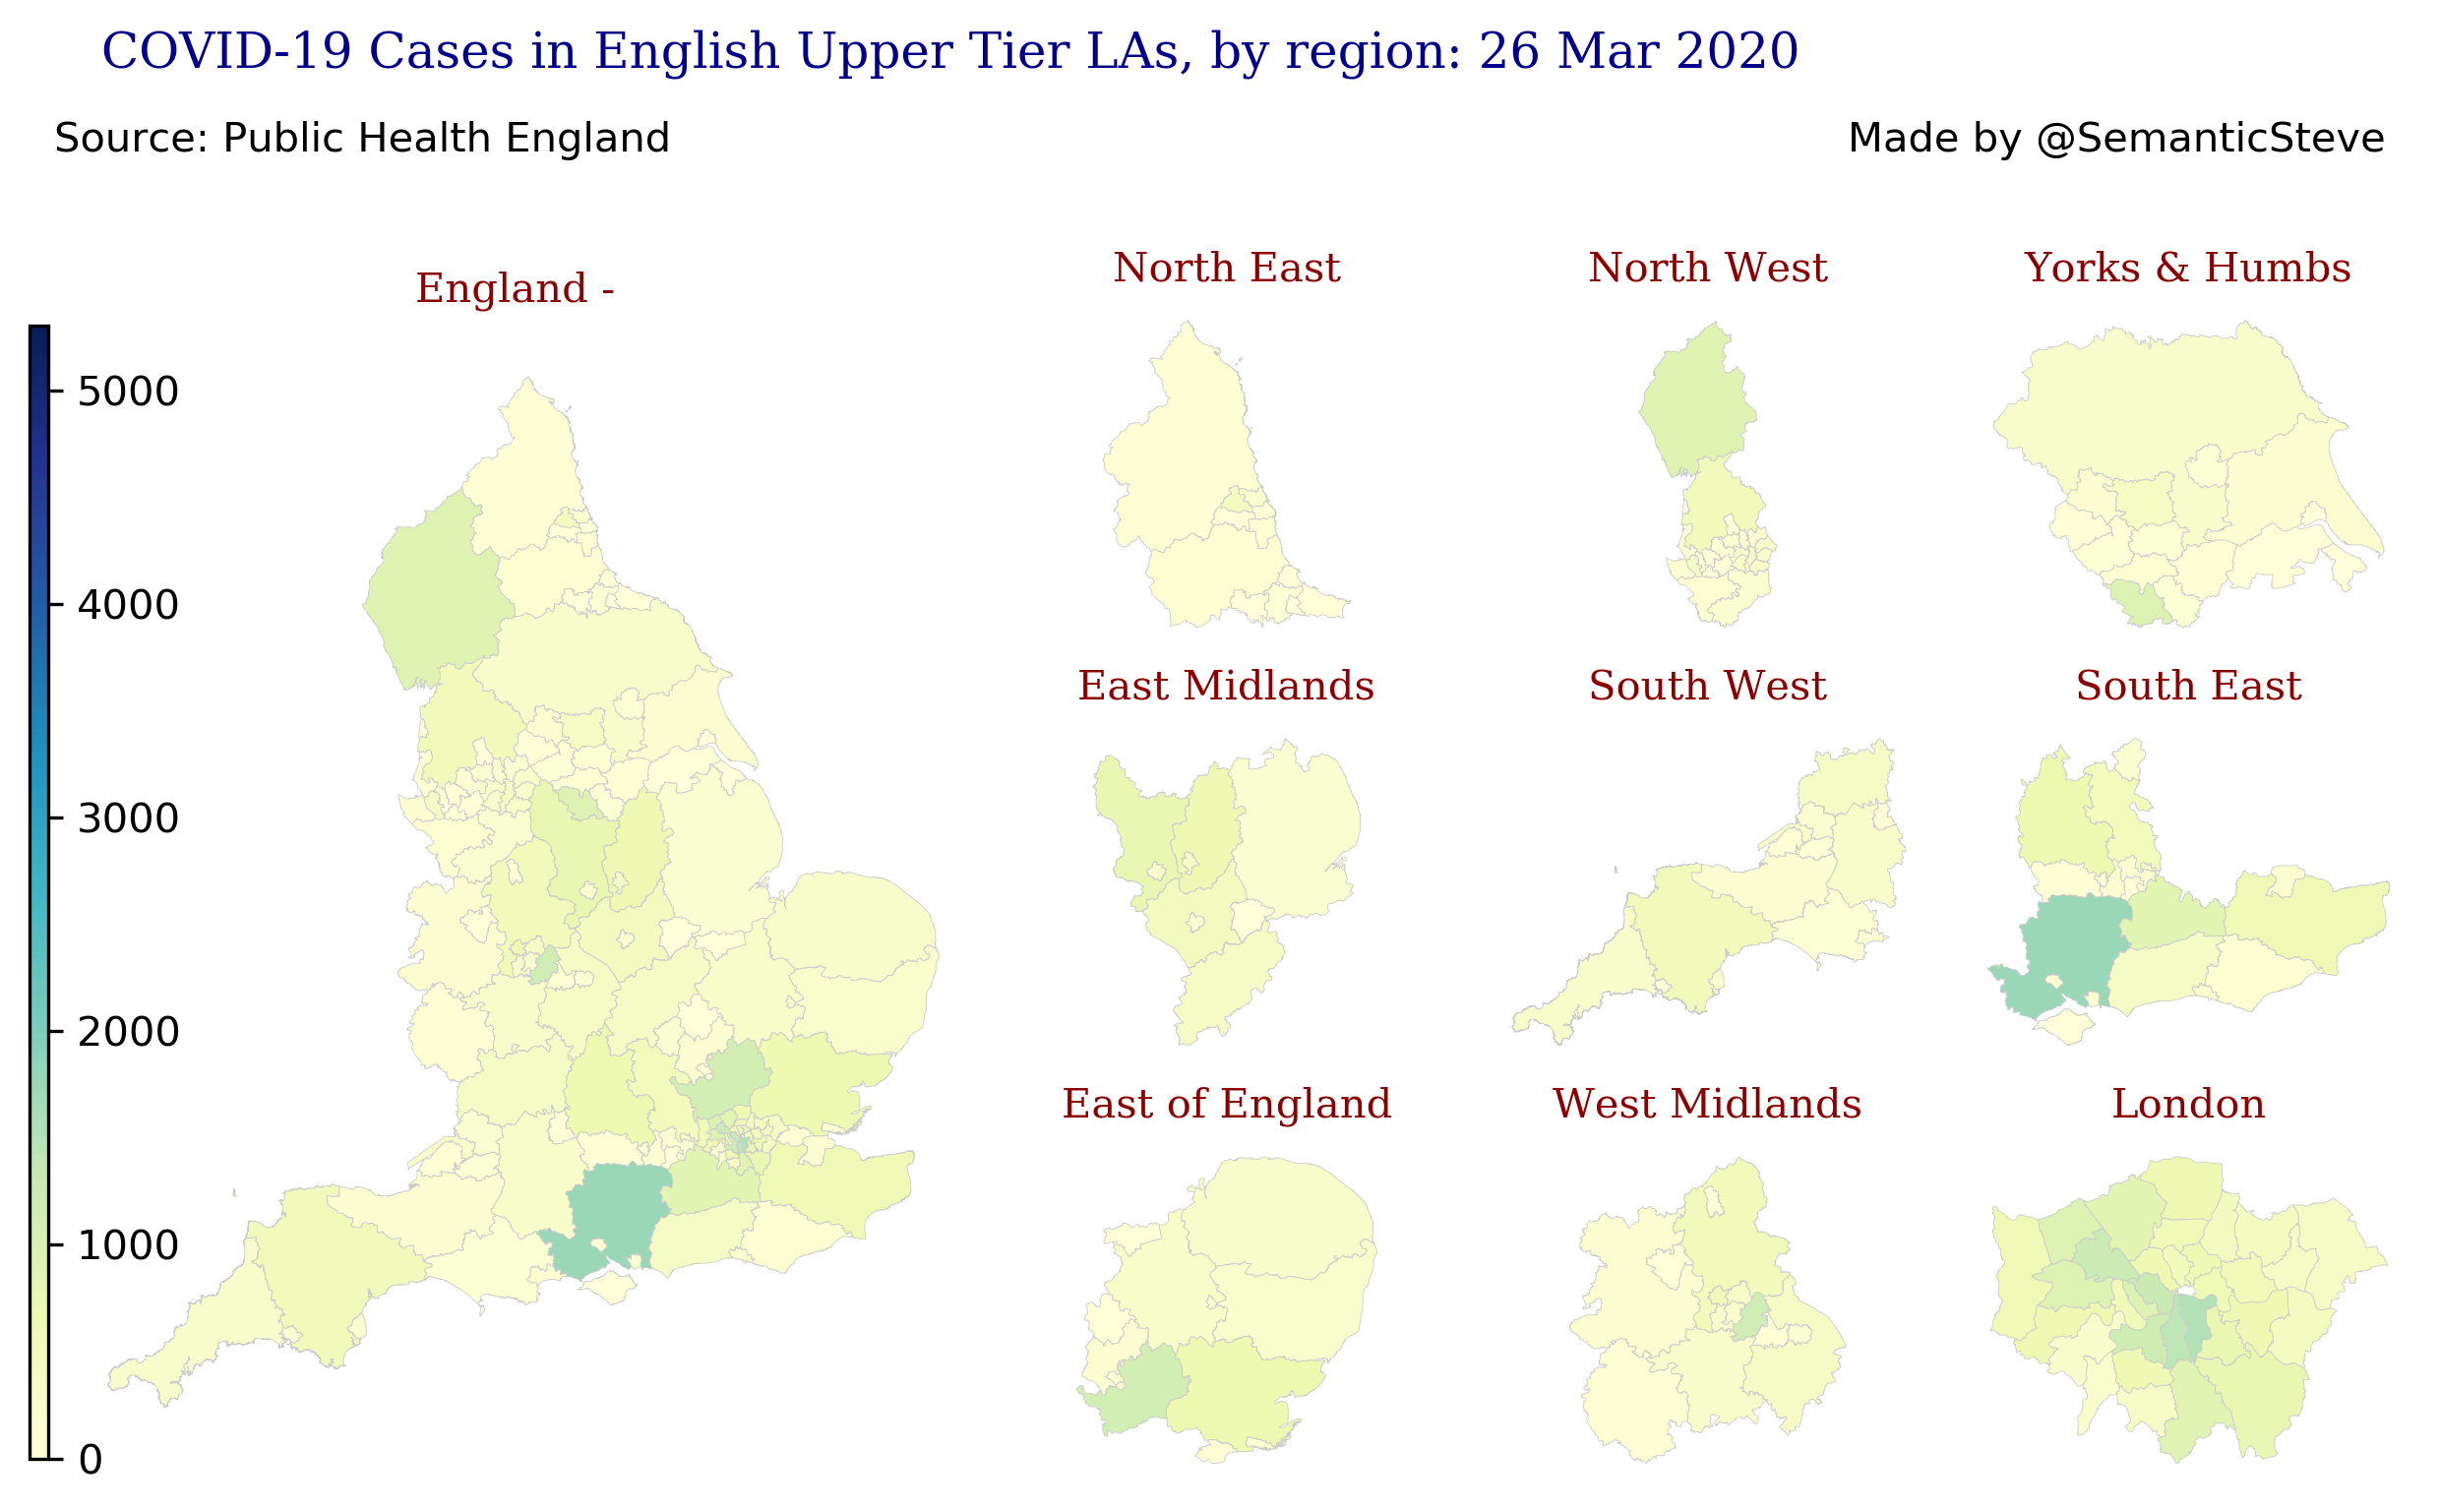 COVID-19 Cases in English Upper Tier LAs, by region: 26 Mar 2020
Source: Public Health England
Made by @SemanticSteve
England -
North East
North West
Yorks & Humbs
5000
4000
3000
2000
1000
0
East Midlands
South West
South East
East of England
West Midlands
London